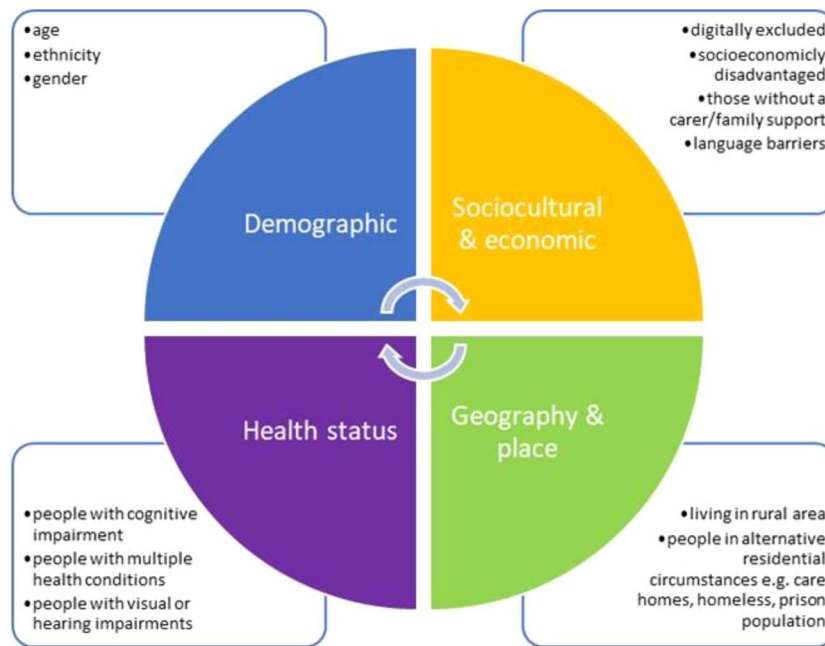 •age
•ethnicity
•gender
•digitally excluded
•socioeconomicly
disadvantaged
•those without a
carer/family support
•language barriers
Demographic
Sociocultural
& economic
Health status
Geography &
place
•people with cognitive
impairment
•people with multiple
health conditions
•people with visual or
hearing impairments
•living in rural area
•people in alternative
residential
circumstances e.g. care
homes, homeless, prison
population